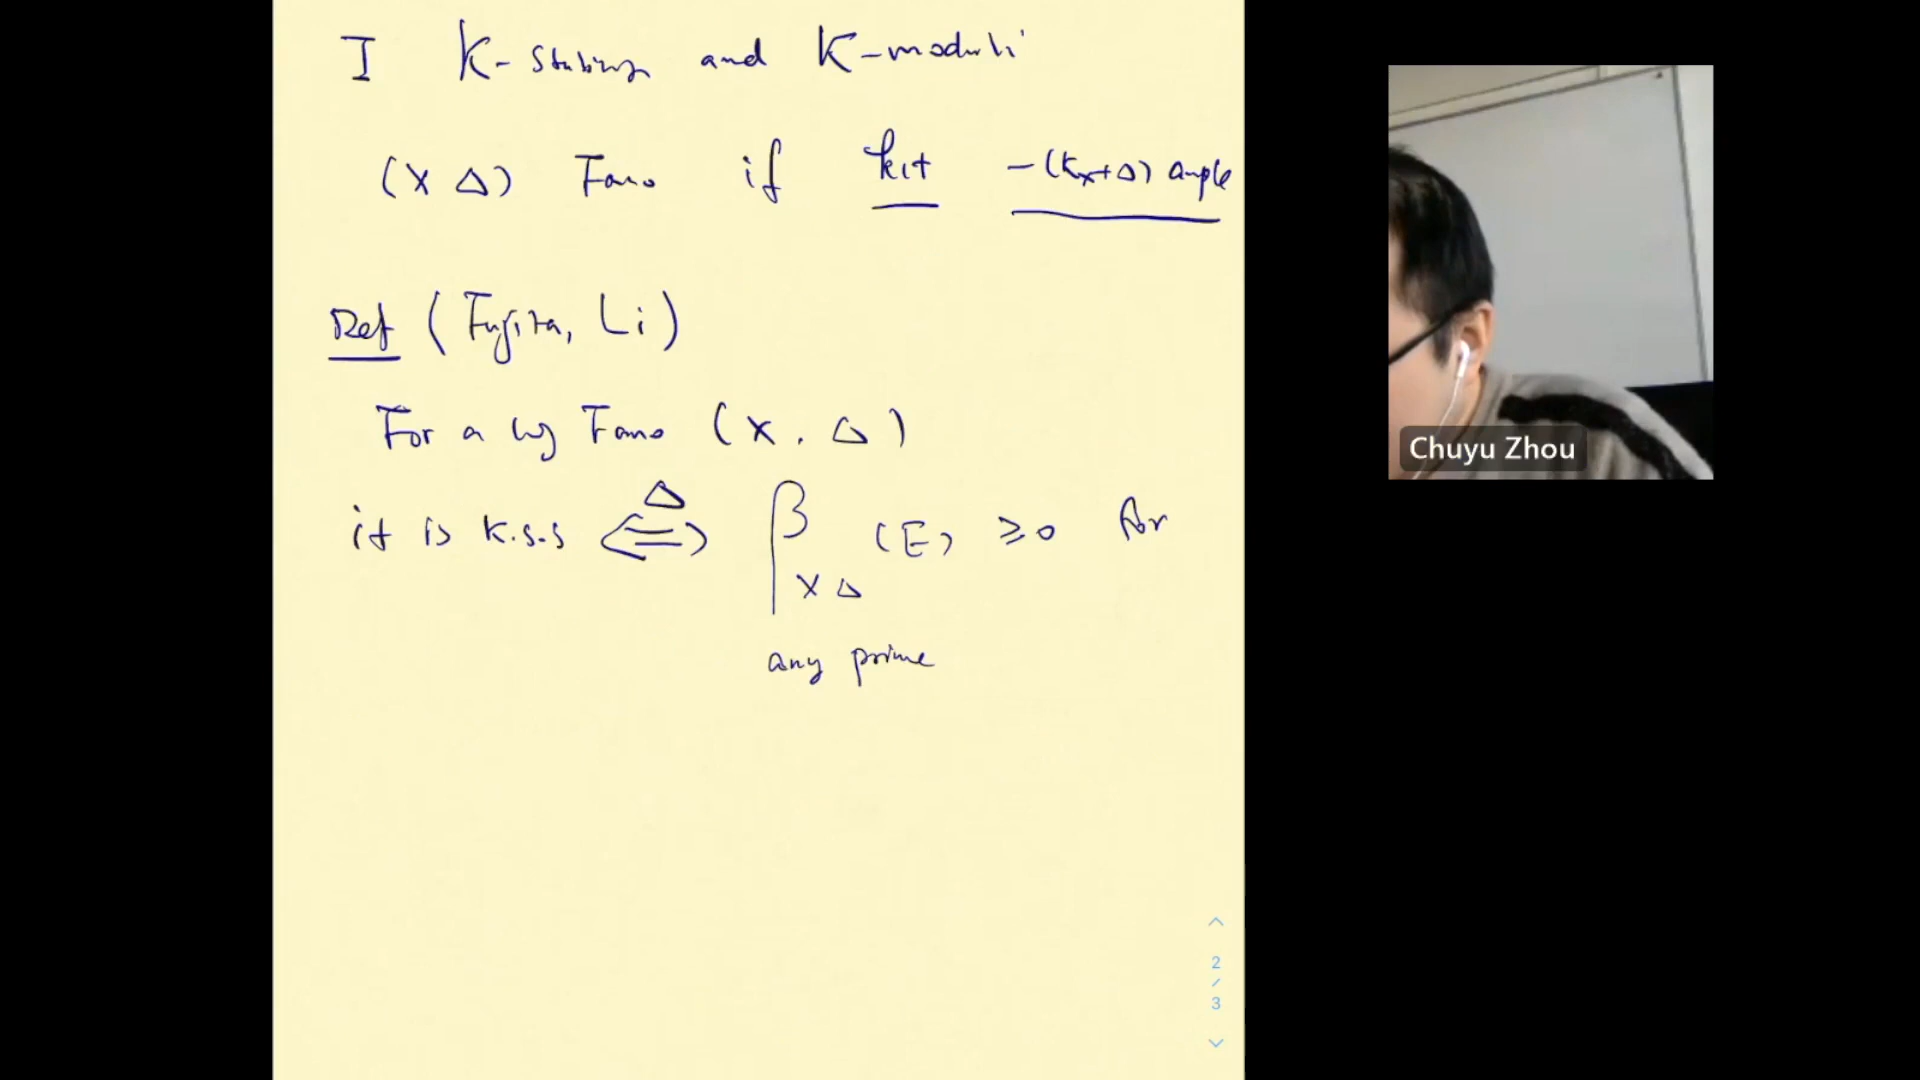 I K-Stability and K-moduli
(X Δ) Fano if klt -(Kx+Δ) ample
Def (Fujita, Li)
For a log Fano (X, Δ)
it is K.s.s <=>^Δ β_{X Δ} (E) ≥0 for
any prime
Chuyu Zhou
2
/
3